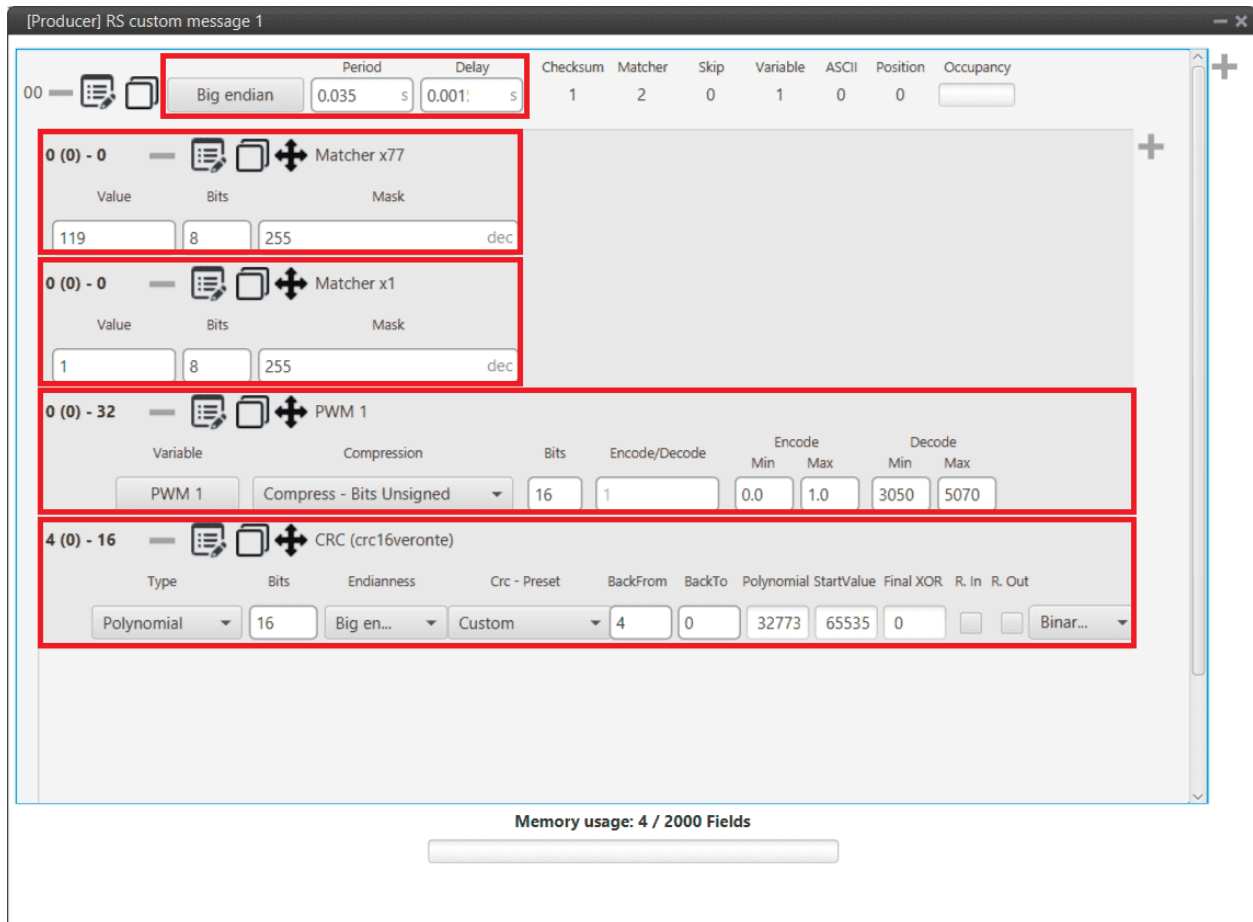 [Producer] RS custom message 1
Period Delay Checksum Matcher Skip Variable ASCII Position Occupancy
00 Big endian 0.035 s 0.001 s 1 2 0 1 0 0
0 (0) - 0 Matcher x77
Value Bits Mask
119 8 255 dec
0 (0) - 0 Matcher x1
Value Bits Mask
1 8 255 dec
0 (0) - 32 PWM 1
Encode Decode
Variable Compression Bits Encode/Decode Min Max Min Max
PWM 1 Compress - Bits Unsigned 16 1 0.0 1.0 3050 5070
4 (0) - 16 CRC (crc16veronte)
Type Bits Endianness Crc - Preset BackFrom BackTo Polynomial StartValue Final XOR R. In R. Out
Polynomial 16 Big en... Custom 4 0 32773 65535 0 Binar...
Memory usage: 4 / 2000 Fields